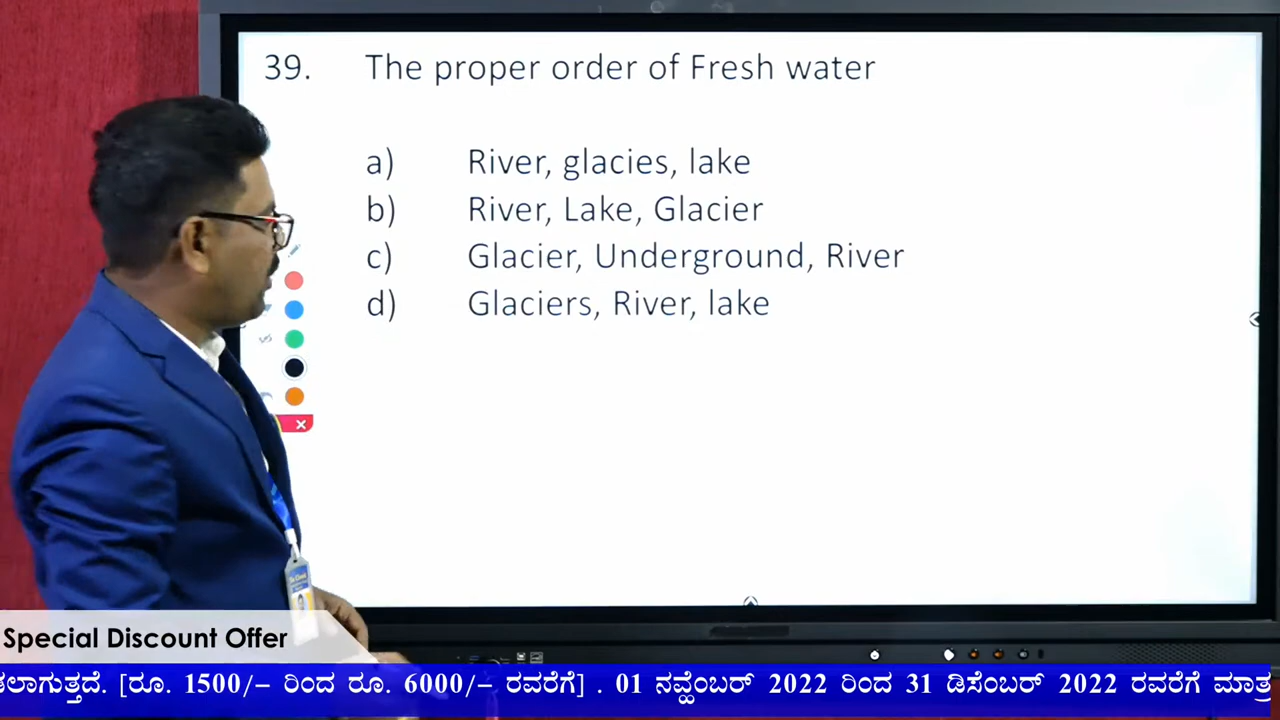 39. The proper order of Fresh water
a) River, glacies, lake
b) River, Lake, Glacier
c) Glacier, Underground, River
d) Glaciers, River, lake
Special Discount Offer
ಡಲಾಗುತ್ತದೆ. [ರೂ. 1500/- ರಿಂದ ರೂ. 6000/- ರವರೆಗೆ] . 01 ನವ್ಹೆಂಬರ್ 2022 ರಿಂದ 31 ಡಿಸೆಂಬರ್ 2022 ರವರೆಗೆ ಮಾತ್ರ